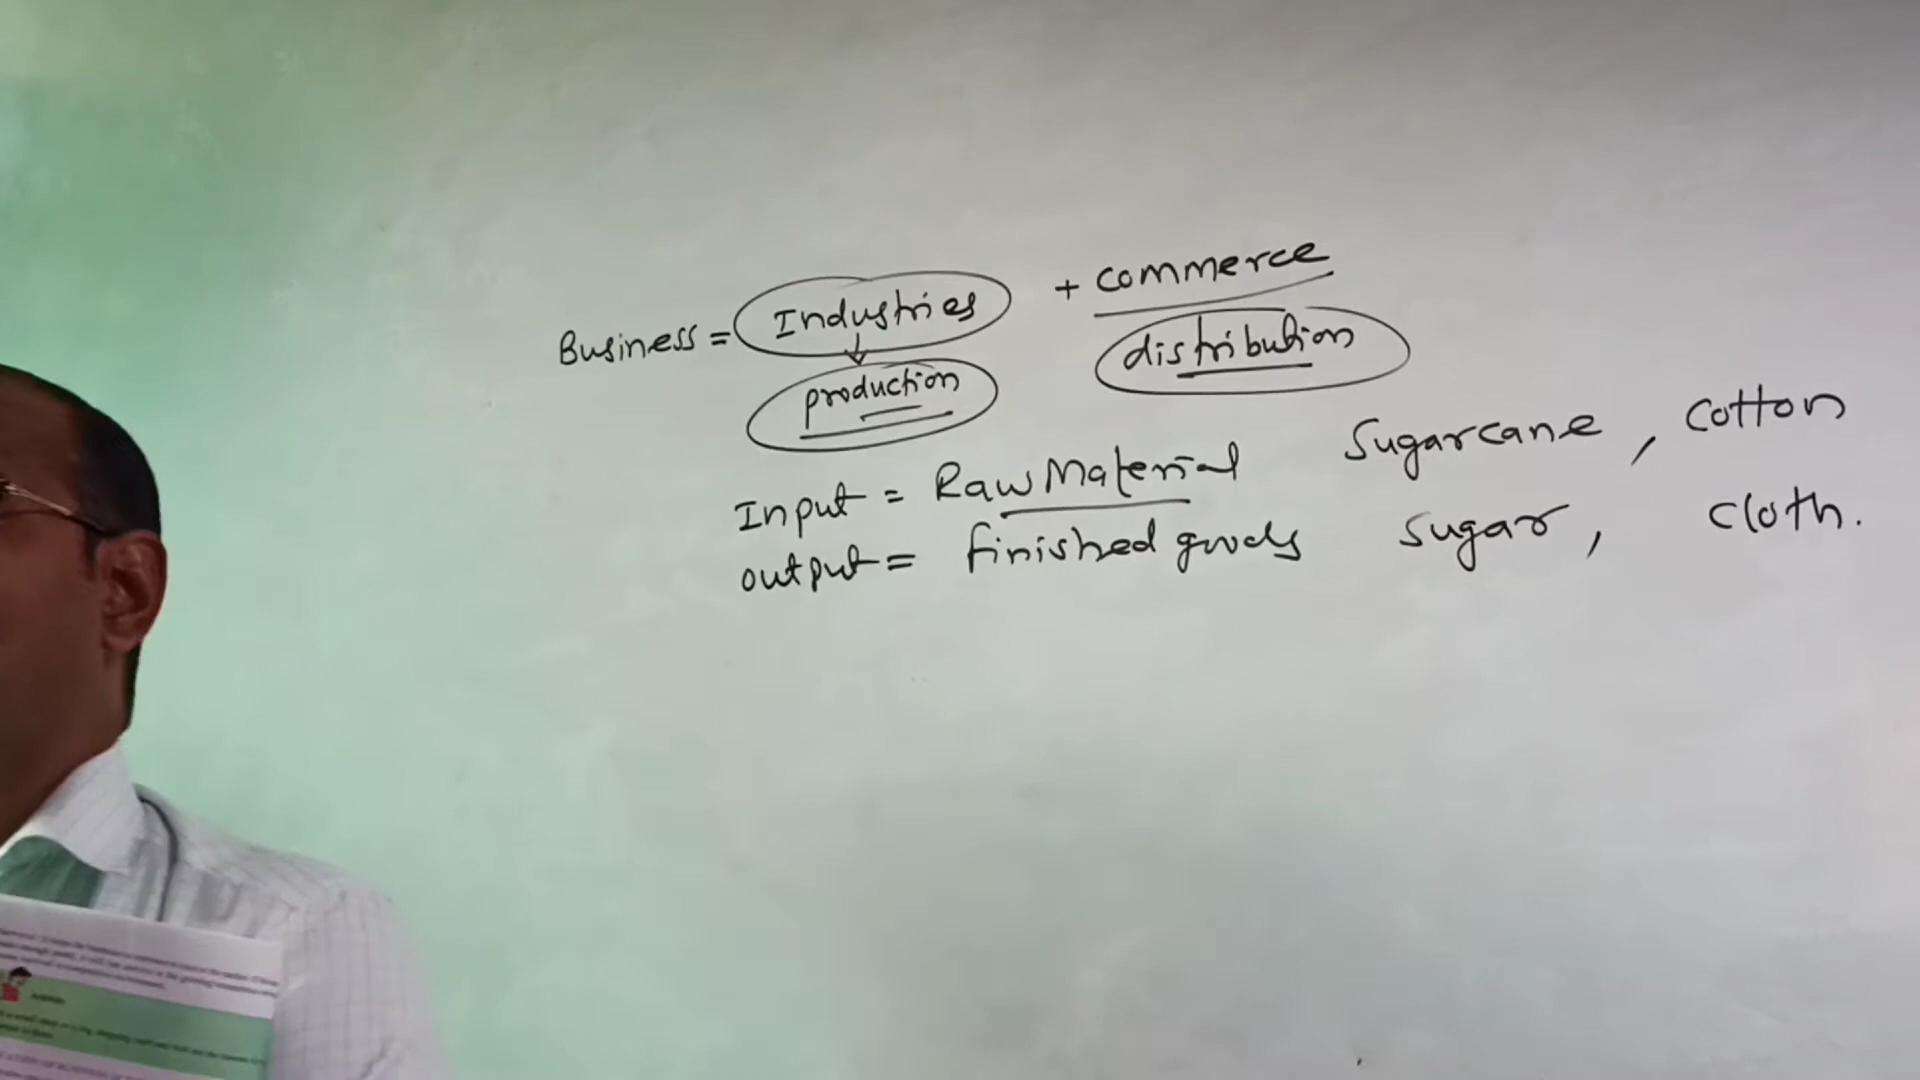 Business = Industries + commerce
production distribution
Input = Raw Material Sugarcane, cotton
output = finished goods sugar, cloth.